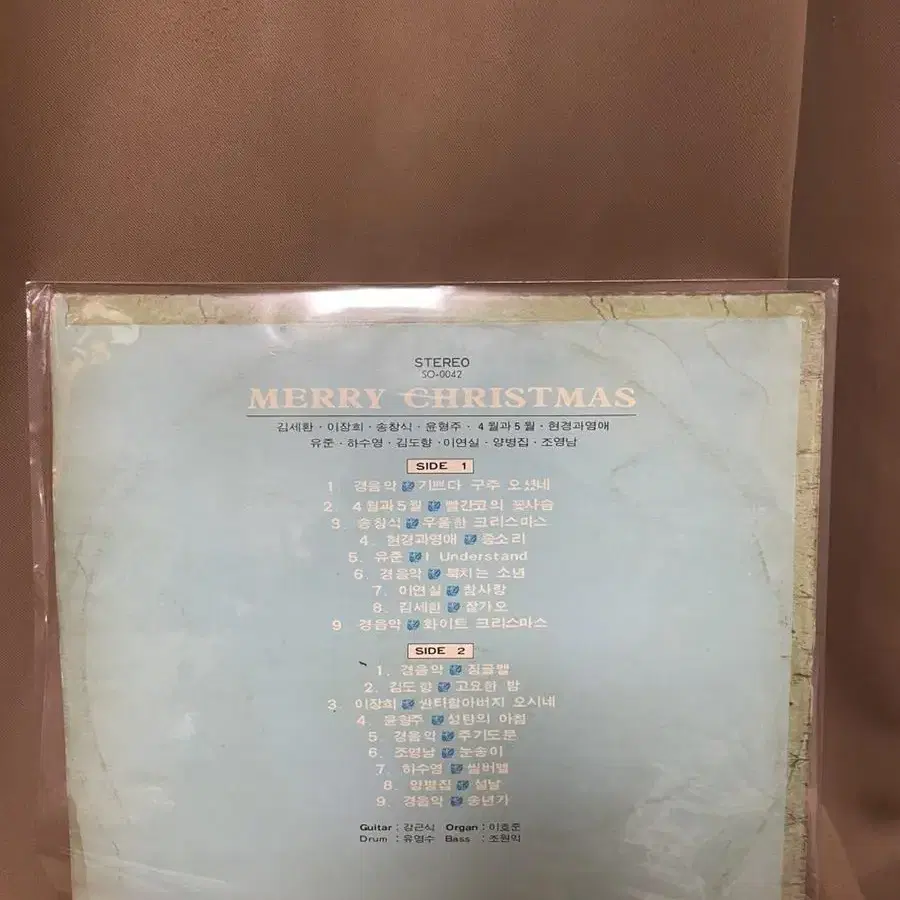 STEREO
SO-0042
MERRY CHRISTMAS
김세환·이장희·송창식·윤형주·4월과5월·현경과영애
유준·하수영·김도향·이연실·양병집·조영남
SIDE 1
1. 경음악 기쁘다 구주 오셨네
2. 4월과5월 빨간코의 꽃사슴
3. 송창식 우울한 크리스마스
4. 현경과영애 종소리
5. 유준 I Understand
6. 경음악 북치는 소년
7. 이연실 참사랑
8. 김세환 잘가오
9. 경음악 화이트 크리스마스
SIDE 2
1. 경음악 징글벨
2. 김도향 고요한 밤
3. 이장희 싼타할아버지 오시네
4. 윤형주 성탄의 아침
5. 경음악 주기도문
6. 조영남 눈송이
7. 하수영 씰버벨
8. 양병집 설날
9. 경음악 송년가
Guitar : 강근식 Organ : 이호준
Drum : 유영수 Bass : 조원익